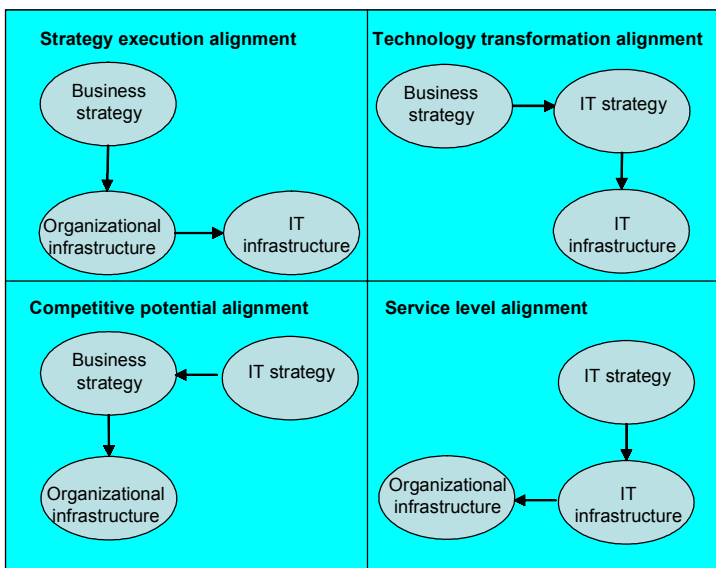 Strategy execution alignment
Business
strategy
Organizational
infrastructure
IT
infrastructure
Technology transformation alignment
Business
strategy
IT strategy
IT
infrastructure
Competitive potential alignment
Business
strategy
IT strategy
Organizational
infrastructure
Service level alignment
IT strategy
Organizational
infrastructure
IT
infrastructure